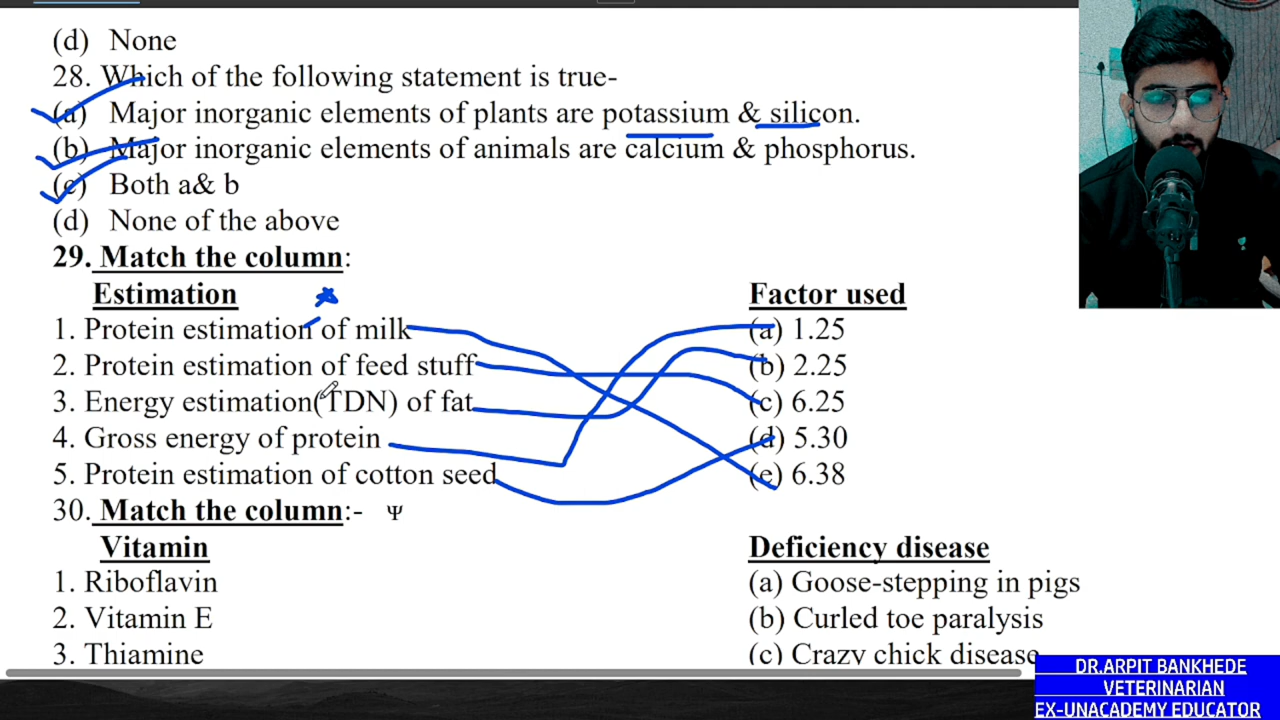 (d) None
28. Which of the following statement is true-
(a) Major inorganic elements of plants are potassium & silicon.
(b) Major inorganic elements of animals are calcium & phosphorus.
(c) Both a& b
(d) None of the above
29. Match the column:
Estimation Factor used
1. Protein estimation of milk (a) 1.25
2. Protein estimation of feed stuff (b) 2.25
3. Energy estimation(TDN) of fat (c) 6.25
4. Gross energy of protein (d) 5.30
5. Protein estimation of cotton seed (e) 6.38
30. Match the column:- Ψ
Vitamin Deficiency disease
1. Riboflavin (a) Goose-stepping in pigs
2. Vitamin E (b) Curled toe paralysis
3. Thiamine (c) Crazy chick disease
DR.ARPIT BANKHEDE
VETERINARIAN
EX-UNACADEMY EDUCATOR